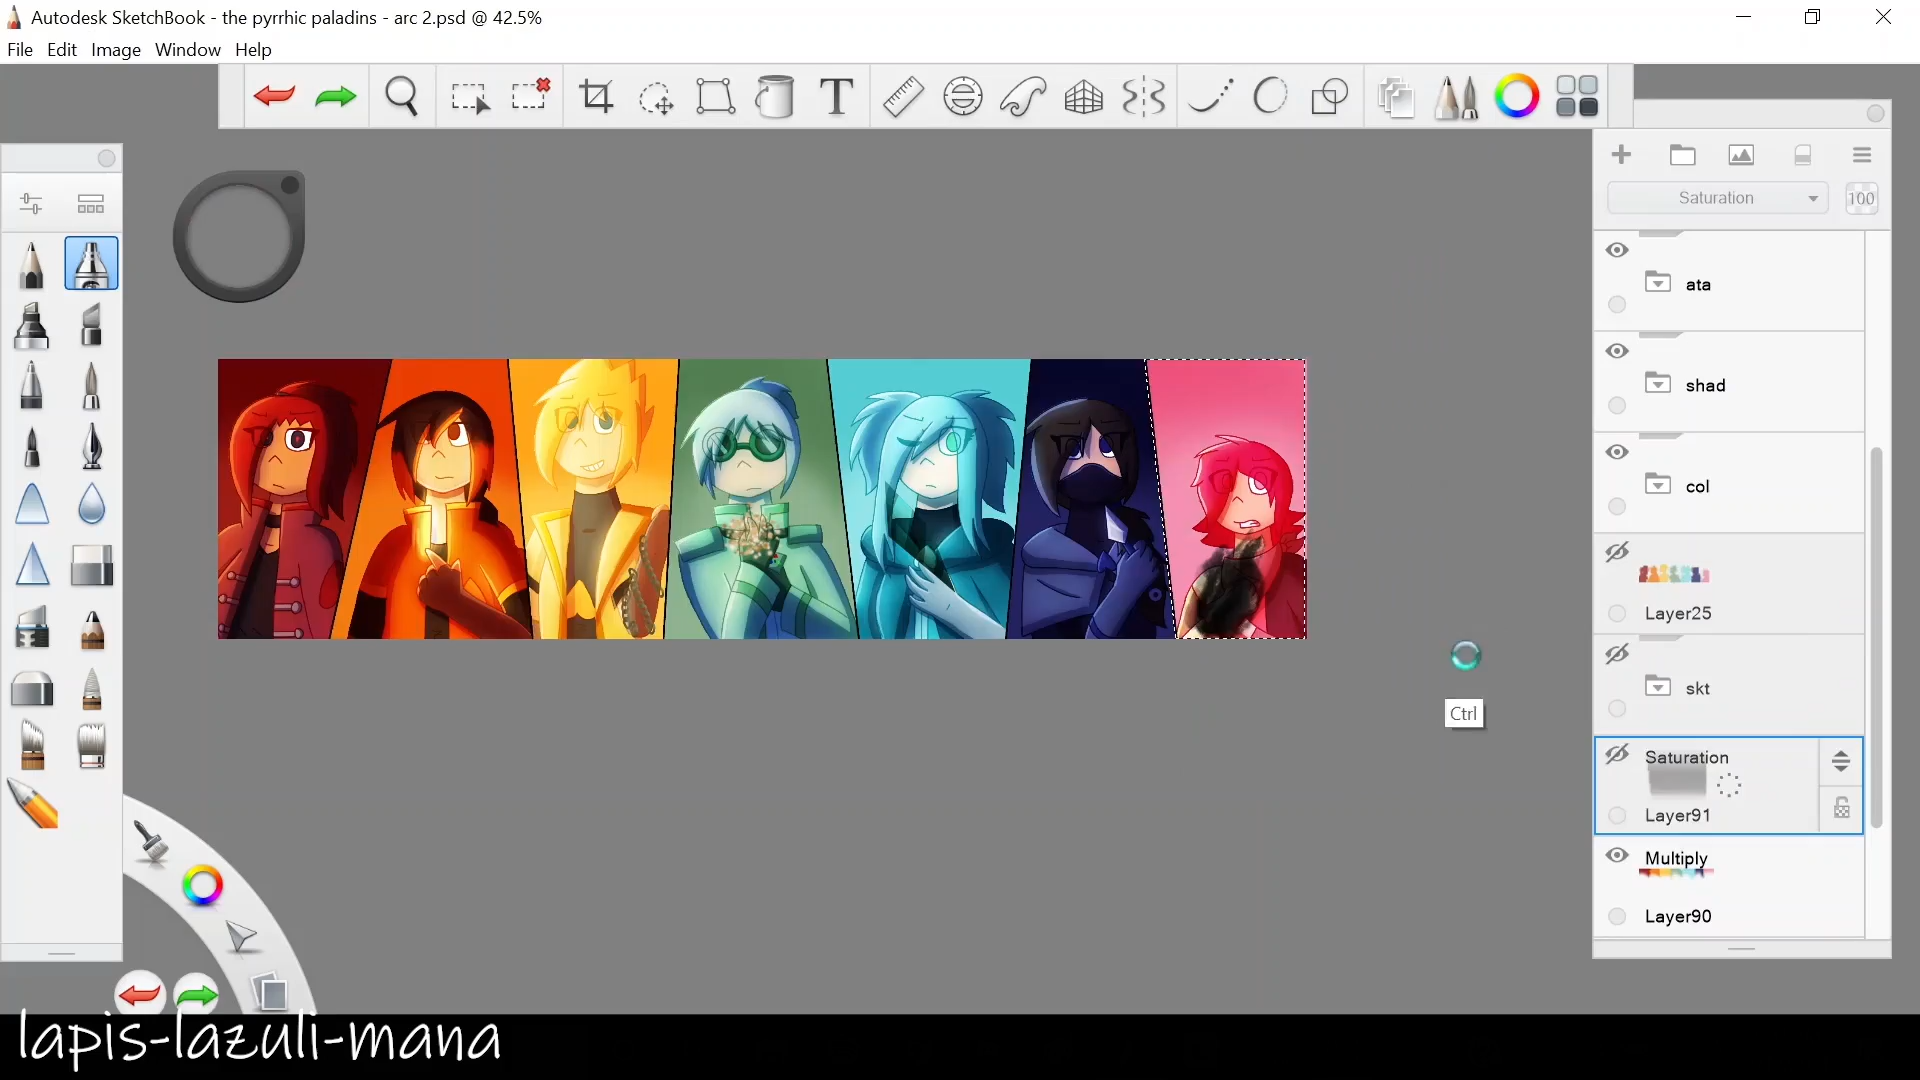 Autodesk SketchBook - the pyrrhic paladins - arc 2.psd @ 42.5%
File Edit Image Window Help
T
Saturation 100
ata
shad
col
Layer25
skt
Saturation
Layer91
Multiply
Layer90
Ctrl
lapis-lazuli-mana